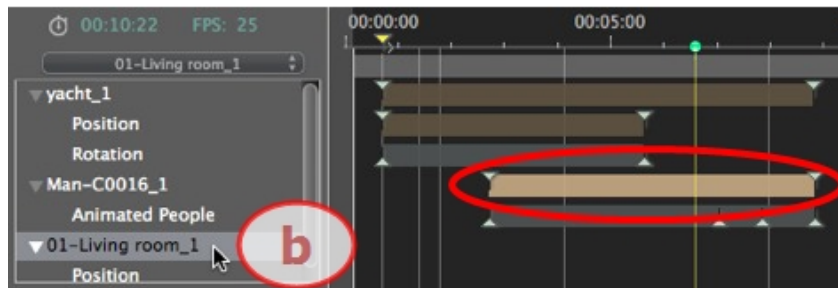 00:10:22 FPS: 25
00:00:00 00:05:00
01-Living room_1
yacht_1
Position
Rotation
Man-C0016_1
Animated People
01-Living room_1
b
Position